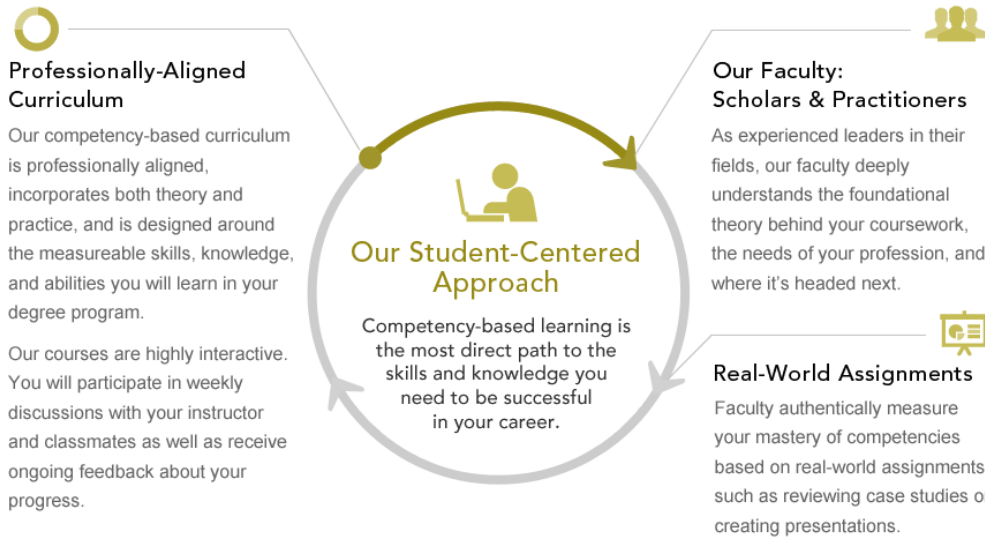 Professionally-Aligned
Curriculum
Our competency-based curriculum
is professionally aligned,
incorporates both theory and
practice, and is designed around
the measureable skills, knowledge,
and abilities you will learn in your
degree program.
Our courses are highly interactive.
You will participate in weekly
discussions with your instructor
and classmates as well as receive
ongoing feedback about your
progress.
Our Student-Centered
Approach
Competency-based learning is
the most direct path to the
skills and knowledge you
need to be successful
in your career.
Our Faculty:
Scholars & Practitioners
As experienced leaders in their
fields, our faculty deeply
understands the foundational
theory behind your coursework,
the needs of your profession, and
where it's headed next.
Real-World Assignments
Faculty authentically measure
your mastery of competencies
based on real-world assignments
such as reviewing case studies
creating presentations.